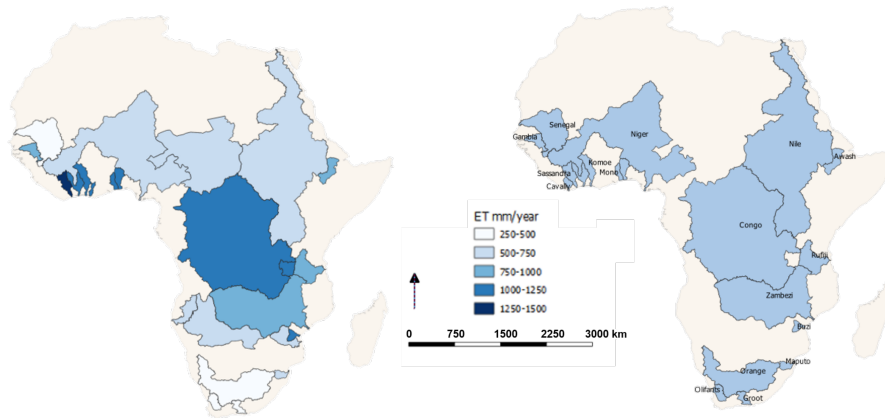 ET mm/year
250-500
500-750
750-1000
1000-1250
1250-1500
0 750 1500 2250 3000 km
Senegal
Gambia
Niger
Nile
Komoe
Awash
Sassandra
Mono
Cavally
Congo
Rufiji
Zambezi
Buzi
Maputo
Orange
Olifants
Groot